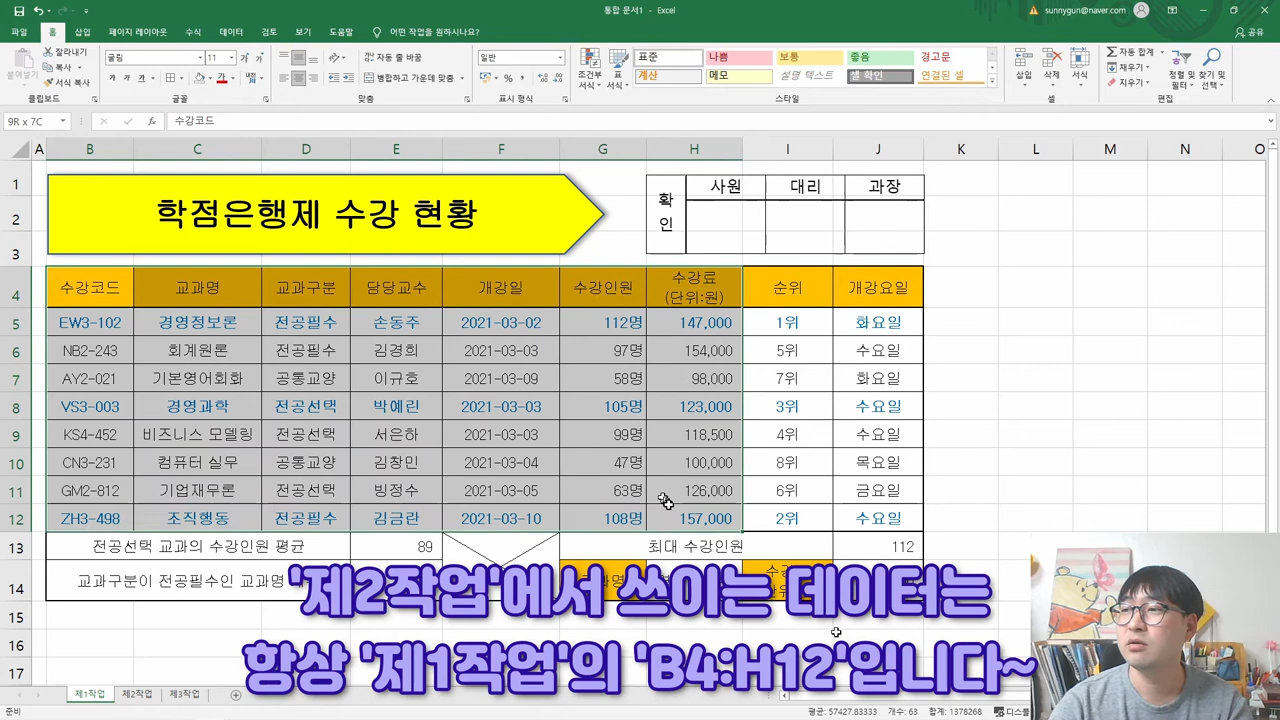 통합 문서1 - Excel
sunnygun@naver.com
파일 홈 삽입 페이지 레이아웃 수식 데이터 검토 보기 도움말 어떤 작업을 원하시나요? 공유
붙여넣기 잘라내기 복사 서식 복사
굴림 11 가 가 가 가 가
자동 줄 바꿈 병합하고 가운데 맞춤
일반
조건부 서식 표 서식
표준 나쁨 보통 좋음 경고문
계산 메모 설명 텍스트 셀 확인 연결된 셀
삽입 삭제 서식
자동 합계 채우기 지우기
정렬 및 필터 찾기 및 선택
클립보드 글꼴 맞춤 표시 형식 스타일 셀 편집
9R x 7C fx 수강코드
A B C D E F G H I J K L M N O
1 확인 사원 대리 과장
2 학점은행제 수강 현황
3
4 수강코드 교과명 교과구분 담당교수 개강일 수강인원 수강료 (단위:원) 순위 개강요일
5 EW3-102 경영정보론 전공필수 손동주 2021-03-02 112명 147,000 1위 화요일
6 NB2-243 회계원론 전공필수 김경희 2021-03-03 97명 154,000 5위 수요일
7 AY2-021 기본영어회화 공통교양 이규호 2021-03-09 58명 98,000 7위 화요일
8 VS3-003 경영과학 전공선택 박예린 2021-03-03 105명 123,000 3위 수요일
9 KS4-452 비즈니스 모델링 전공선택 서은하 2021-03-03 99명 118,500 4위 수요일
10 CN3-231 컴퓨터 실무 공통교양 김창민 2021-03-04 47명 100,000 8위 목요일
11 GM2-812 기업재무론 전공선택 빙정수 2021-03-05 63명 126,000 6위 금요일
12 ZH3-498 조직행동 전공필수 김금란 2021-03-10 108명 157,000 2위 수요일
13 전공선택 교과의 수강인원 평균 89 최대 수강인원 112
14 교과구분이 전공필수인 교과명
15
'제2작업'에서 쓰이는 데이터는
16
항상 '제1작업'의 'B4:H12'입니다~
17
제1작업 제2작업 제3작업
준비 평균: 57427.83333 개수: 63 합계: 1378268